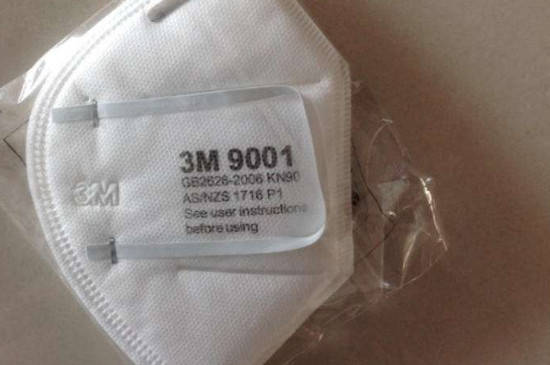 3M 9001
GB2626-2006 KN90
AS/NZS 1716 P1
See user instructions
before using
3M